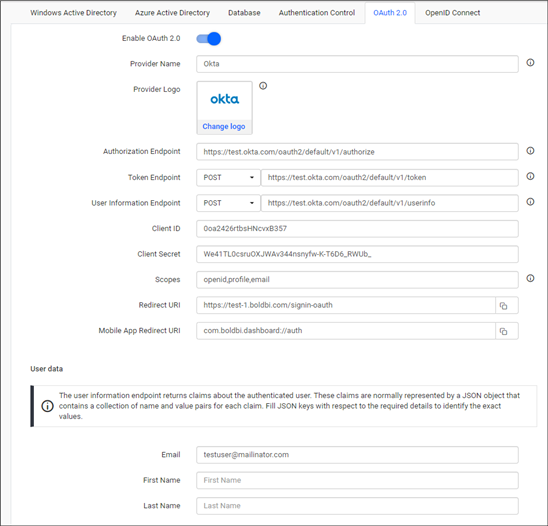 Windows Active Directory Azure Active Directory Database Authentication Control OAuth 2.0 OpenID Connect
Enable OAuth 2.0
Provider Name Okta
Provider Logo
okta
Change logo
Authorization Endpoint https://test.okta.com/oauth2/default/v1/authorize
Token Endpoint POST https://test.okta.com/oauth2/default/v1/token
User Information Endpoint POST https://test.okta.com/oauth2/default/v1/userinfo
Client ID 0oa2426rtbsHNcvxB357
Client Secret We41TL0csruOXJWAv344nsnyfw-K-T6D6_RWUb_
Scopes openid,profile,email
Redirect URI https://test-1.boldbi.com/signin-oauth
Mobile App Redirect URI com.boldbi.dashboard://auth
User data
The user information endpoint returns claims about the authenticated user. These claims are normally represented by a JSON object that
contains a collection of name and value pairs for each claim. Fill JSON keys with respect to the required details to identify the exact
values.
Email testuser@mailinator.com
First Name First Name
Last Name Last Name